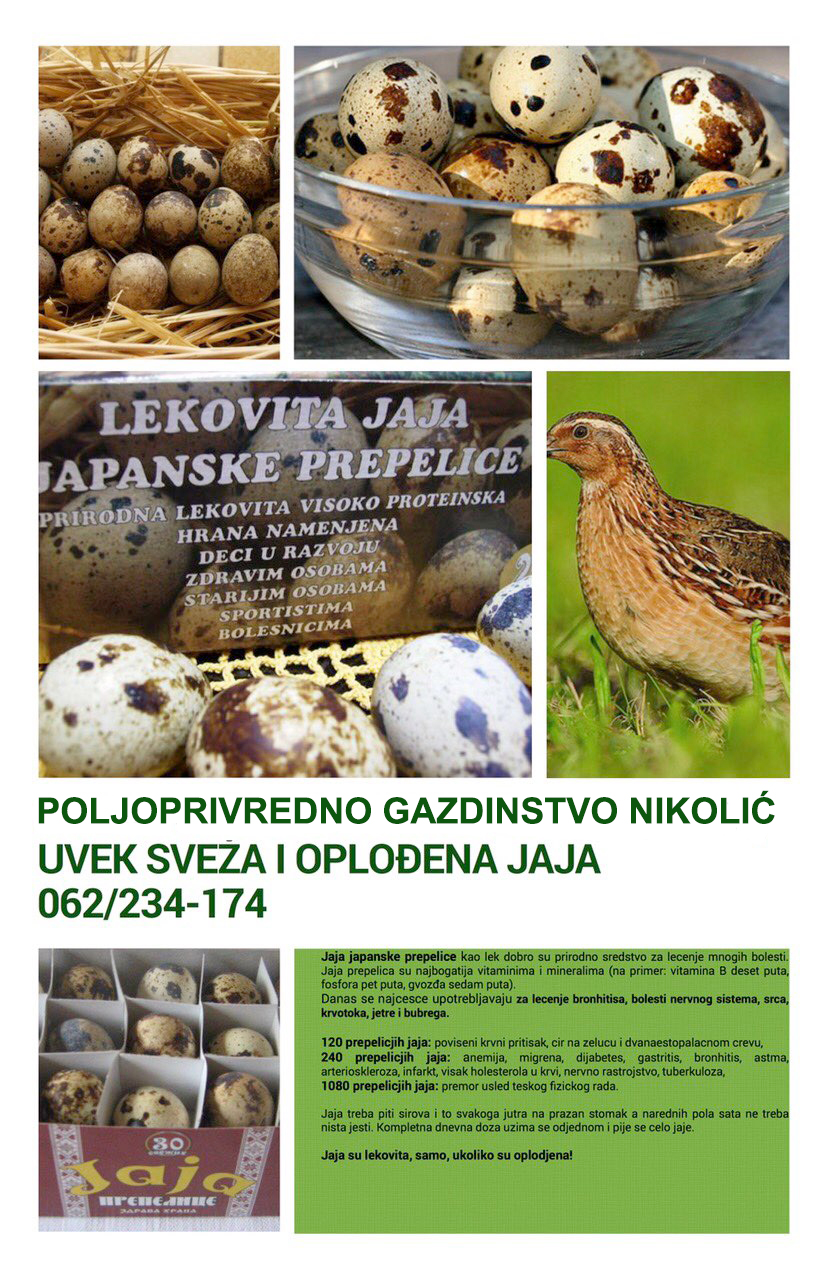 LEKOVITA JAJA
JAPANSKE PREPELICE
PRIRODNA LEKOVITA VISOKO PROTEINSKA
HRANA NAMENJENA
DECI U RAZVOJU
ZDRAVIM OSOBAMA
STARIJIM OSOBAMA
SPORTISTIMA
BOLESNICIMA
POLJOPRIVREDNO GAZDINSTVO NIKOLIĆ
UVEK SVEŽA I OPLOĐENA JAJA
062/234-174
30
Jaja
препелице
ЗДРАВА ХРАНА
Jaja japanske prepelice kao lek dobro su prirodno sredstvo za lecenje mnogih bolesti.
Jaja prepelica su najbogatija vitaminima i mineralima (na primer: vitamina B deset puta,
fosfora pet puta, gvozđa sedam puta).
Danas se najcesce upotrebljavaju za lecenje bronhitisa, bolesti nervnog sistema, srca,
krvotoka, jetre i bubrega.
120 prepelicjih jaja: poviseni krvni pritisak, cir na zelucu i dvanaestopalacnom crevu,
240 prepelicjih jaja: anemija, migrena, dijabetes, gastritis, bronhitis, astma,
arterioskleroza, infarkt, visak holesterola u krvi, nervno rastrojstvo, tuberkuloza,
1080 prepelicjih jaja: premor usled teskog fizickog rada.
Jaja treba piti sirova i to svakoga jutra na prazan stomak a narednih pola sata ne treba
nista jesti. Kompletna dnevna doza uzima se odjednom i pije se celo jaje.
Jaja su lekovita, samo, ukoliko su oplodjena!